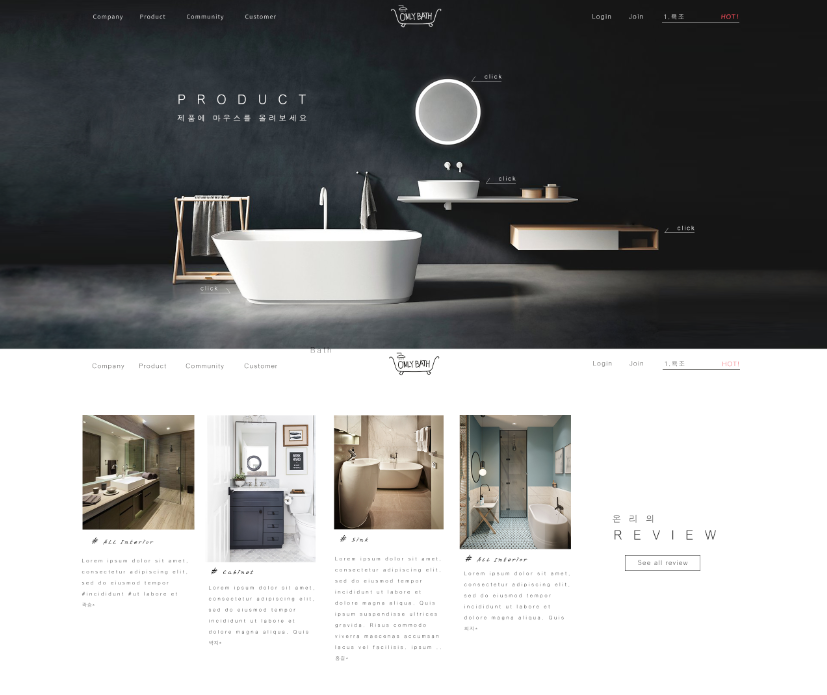 Company Product Community Customer
ONLY BATH
Login Join 1.욕조 HOT!
click
PRODUCT
제품에 마우스를 올려보세요
click
click
click
Bath
Company Product Community Customer
ONLY BATH
Login Join 1.욕조 HOT!
# ALL Interior
Lorem ipsum dolor sit amet,
consectetur adipiscing elit,
sed do eiusmod tempor
#incididunt #ut labore et
# Cabinet
Lorem ipsum dolor sit amet,
consectetur adipiscing elit,
sed do eiusmod tempor
incididunt ut labore et
dolore magna aliqua. Quis
# Sink
Lorem ipsum dolor sit amet,
consectetur adipiscing elit,
sed do eiusmod tempor
incididunt ut labore et
dolore magna aliqua. Quis
ipsum suspendisse ultrices
gravida. Risus commodo
viverra maecenas accumsan
lacus vel facilisis. ipsum ...
# ALL Interior
Lorem ipsum dolor sit amet,
consectetur adipiscing elit,
sed do eiusmod tempor
incididunt ut labore et
dolore magna aliqua. Quis
온리의
REVIEW
See all review